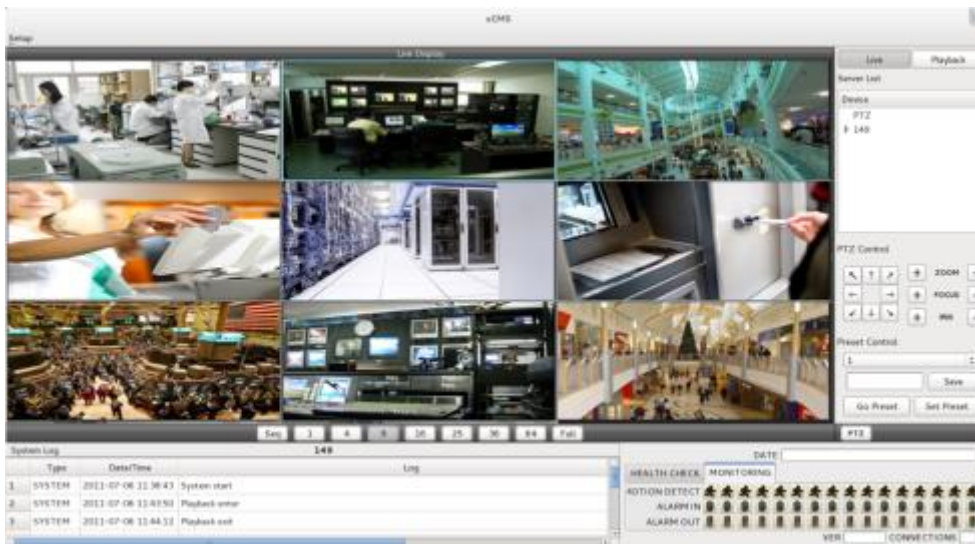 xCMS
Setup
Live Display
Live Playback
Server List
Device
PTZ
149
PTZ Control
ZOOM
FOCUS
IRIS
Preset Control
1
Save
Go Preset Set Preset
Seq 1 4 9 16 25 36 64 Full
PTZ
System Log 149
Type Date/Time Log
1 SYSTEM 2011-07-06 11:36:43 System start
2 SYSTEM 2011-07-06 11:43:50 Playback enter
3 SYSTEM 2011-07-06 11:44:12 Playback exit
DATE
HEALTH CHECK MONITORING
MOTION DETECT
ALARM IN
ALARM OUT
VER CONNECTIONS